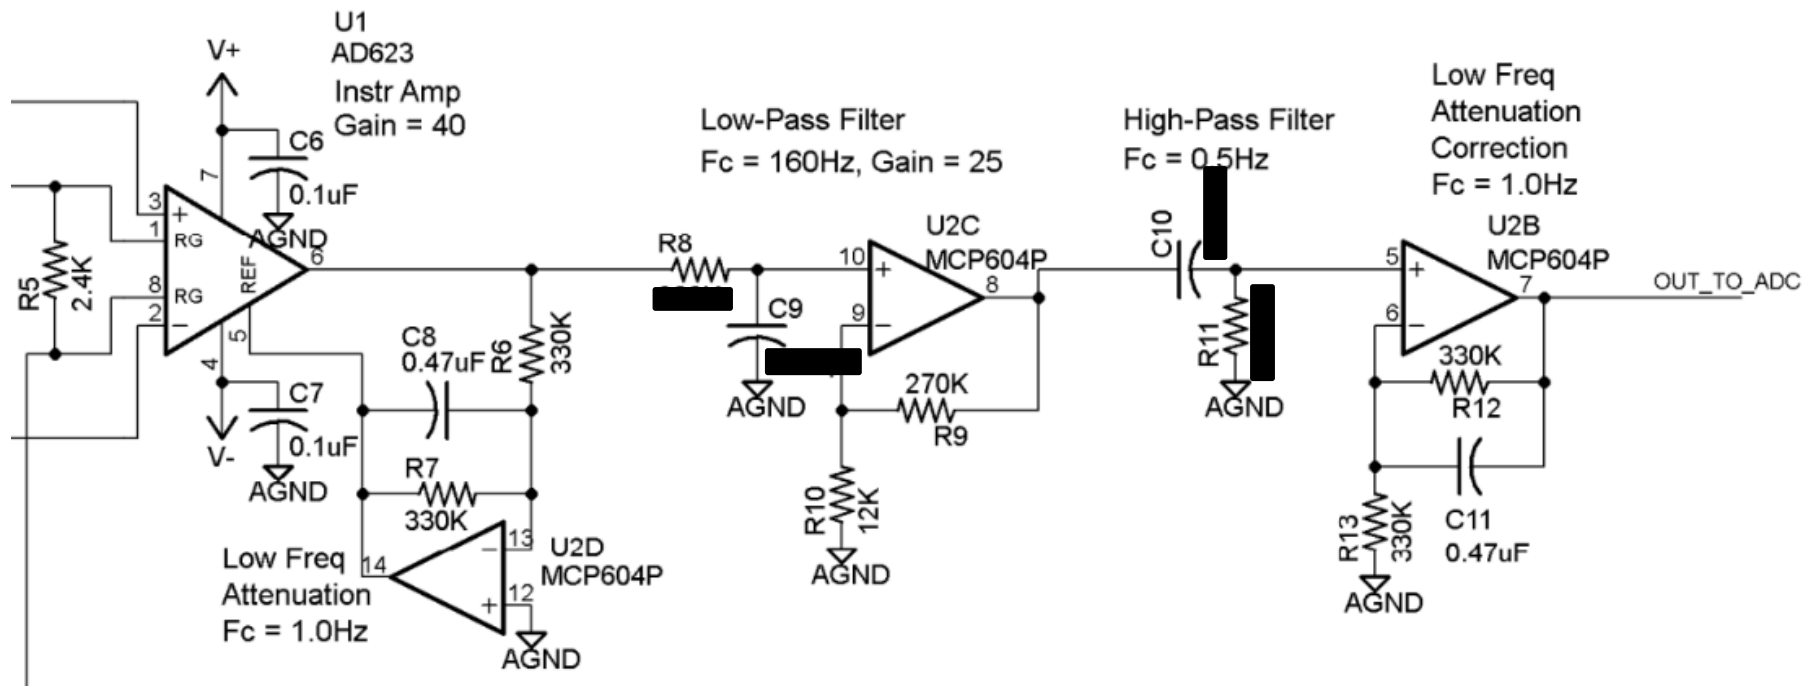 U1
AD623
Instr Amp
Gain = 40
V+
C6
0.1uF
AGND
7
3
+
1
RG
8
RG
2
−
REF
6
5
4
R5
2.4K
C7
0.1uF
V-
AGND
C8
0.47uF
R6
330K
R7
330K
Low Freq
Attenuation
Fc = 1.0Hz
14
13
−
12
+
U2D
MCP604P
AGND
Low-Pass Filter
Fc = 160Hz, Gain = 25
R8
C9
AGND
U2C
MCP604P
10
+
9
−
8
270K
R9
R10
12K
AGND
High-Pass Filter
Fc = 0.5Hz
C10
R11
AGND
Low Freq
Attenuation
Correction
Fc = 1.0Hz
U2B
MCP604P
5
+
6
−
7
OUT_TO_ADC
330K
R12
C11
0.47uF
R13
330K
AGND